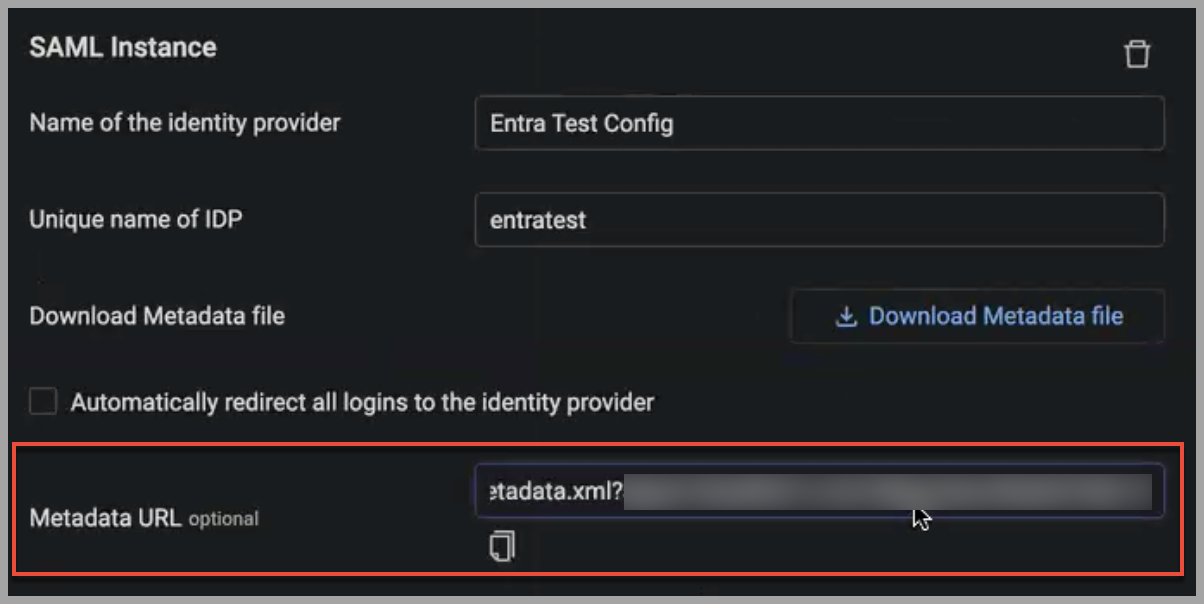 SAML Instance
Name of the identity provider
Entra Test Config
Unique name of IDP
entratest
Download Metadata file
Download Metadata file
Automatically redirect all logins to the identity provider
etadata.xml?
Metadata URL optional